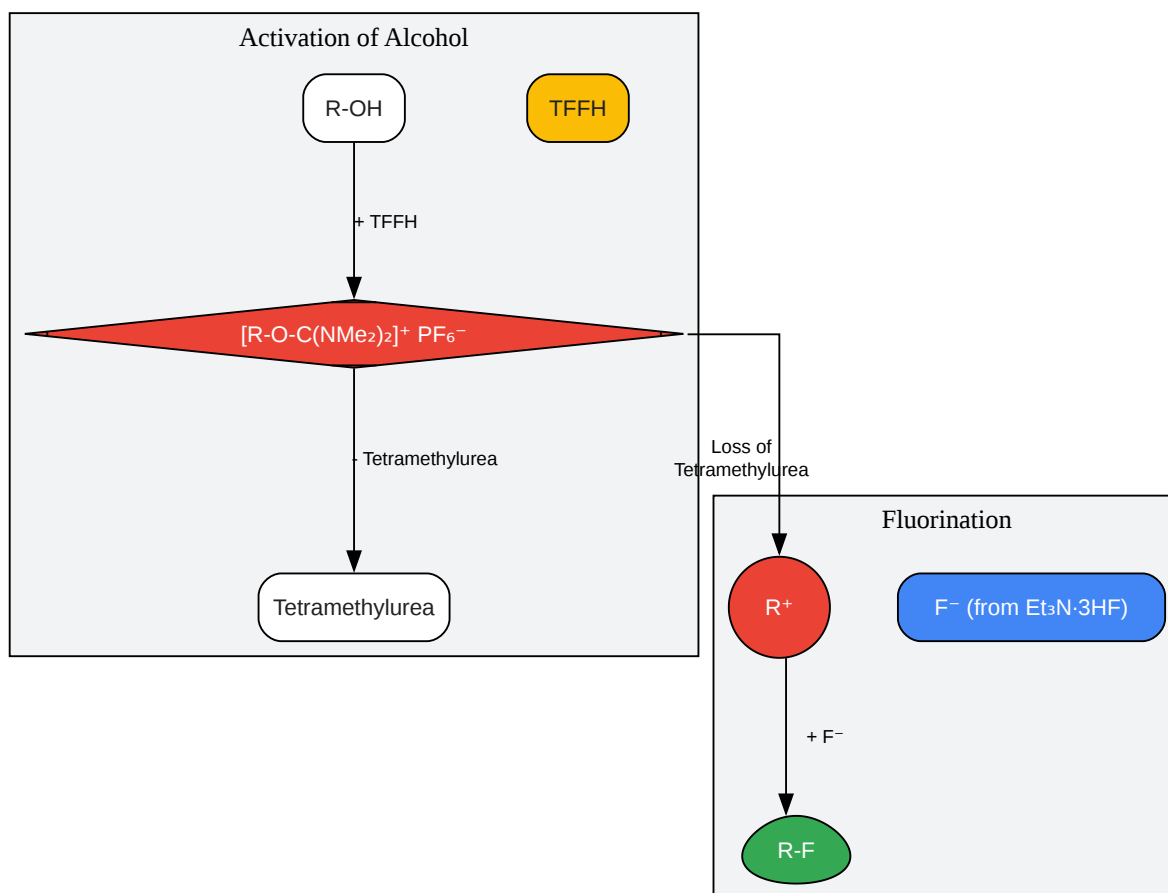 Activation of Alcohol
R-OH
TFFH
+ TFFH
[R-O-C(NMe₂)₂]⁺ PF₆⁻
- Tetramethylurea
Loss of
Tetramethylurea
Tetramethylurea
Fluorination
R⁺
F⁻ (from Et₃N·3HF)
+ F⁻
R-F